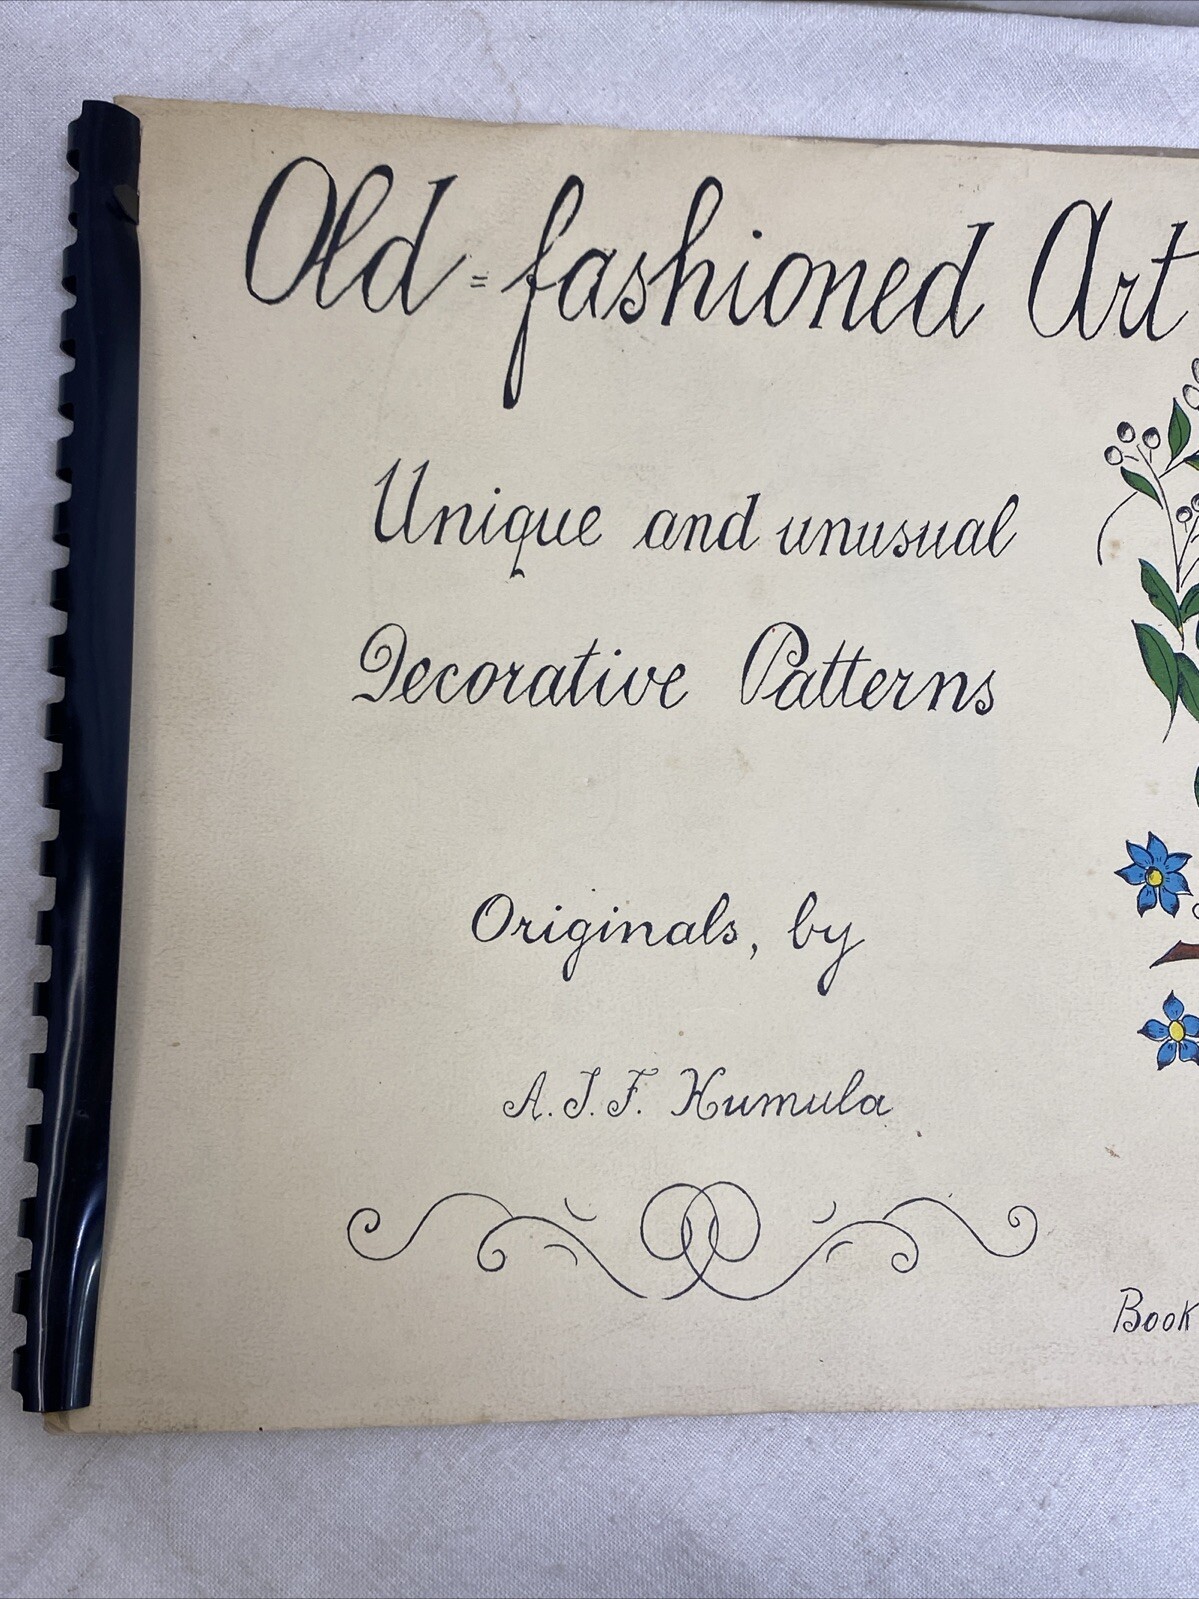 Old-fashioned Art
Unique and unusual
Decorative Patterns
Originals, by
A. J. F. Humula
Book